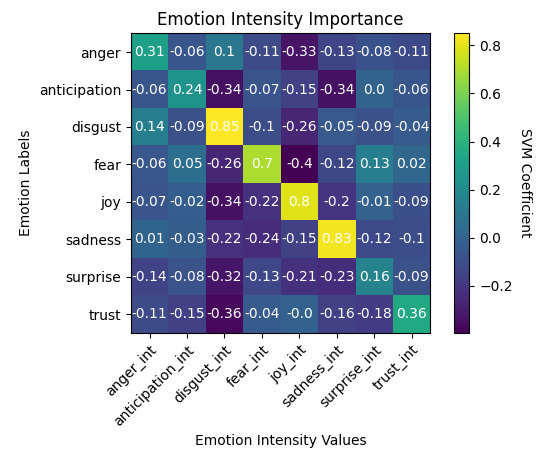 Emotion Intensity Importance
Emotion Labels
anger 0.31 -0.06 0.1 -0.11 -0.33 -0.13 -0.08 -0.11
anticipation -0.06 0.24 -0.34 -0.07 -0.15 -0.34 0.0 -0.06
disgust 0.14 -0.09 0.85 -0.1 -0.26 -0.05 -0.09 -0.04
fear -0.06 0.05 -0.26 0.7 -0.4 -0.12 0.13 0.02
joy -0.07 -0.02 -0.34 -0.22 0.8 -0.2 -0.01 -0.09
sadness 0.01 -0.03 -0.22 -0.24 -0.15 0.83 -0.12 -0.1
surprise -0.14 -0.08 -0.32 -0.13 -0.21 -0.23 0.16 -0.09
trust -0.11 -0.15 -0.36 -0.04 -0.0 -0.16 -0.18 0.36
anger_int anticipation_int disgust_int fear_int joy_int sadness_int surprise_int trust_int
Emotion Intensity Values
0.8
0.6
0.4
0.2
0.0
−0.2
SVM Coefficient